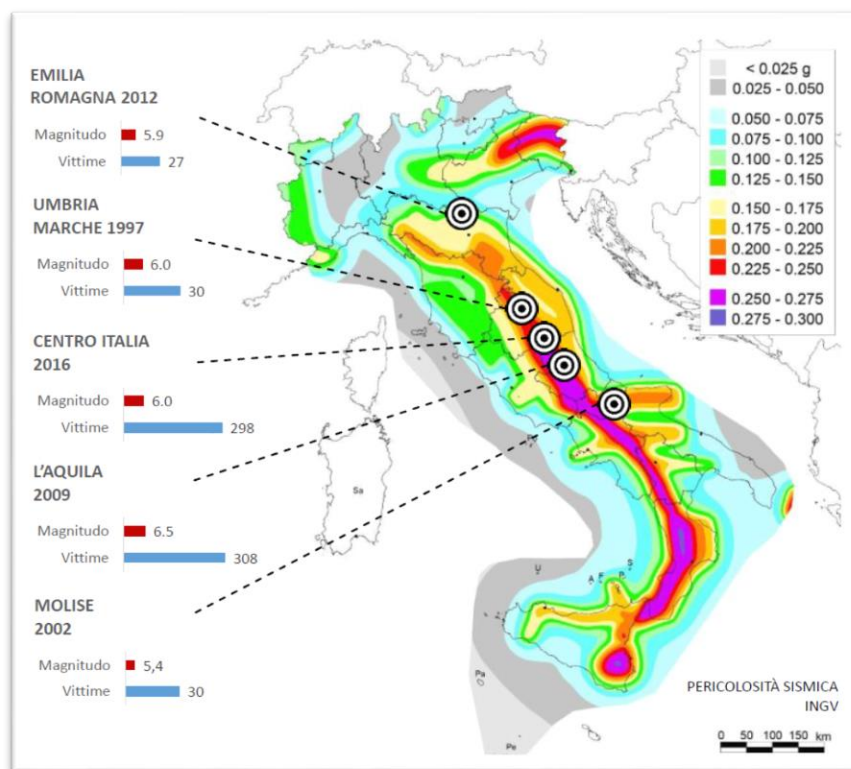 EMILIA
ROMAGNA 2012
Magnitudo 5.9
Vittime 27
UMBRIA
MARCHE 1997
Magnitudo 6.0
Vittime 30
CENTRO ITALIA
2016
Magnitudo 6.0
Vittime 298
L'AQUILA
2009
Magnitudo 6.5
Vittime 308
MOLISE
2002
Magnitudo 5,4
Vittime 30
< 0.025 g
0.025 - 0.050
0.050 - 0.075
0.075 - 0.100
0.100 - 0.125
0.125 - 0.150
0.150 - 0.175
0.175 - 0.200
0.200 - 0.225
0.225 - 0.250
0.250 - 0.275
0.275 - 0.300
Sa
U
A
Pa
Pe
PERICOLOSITÀ SISMICA
INGV
0 50 100 150
km